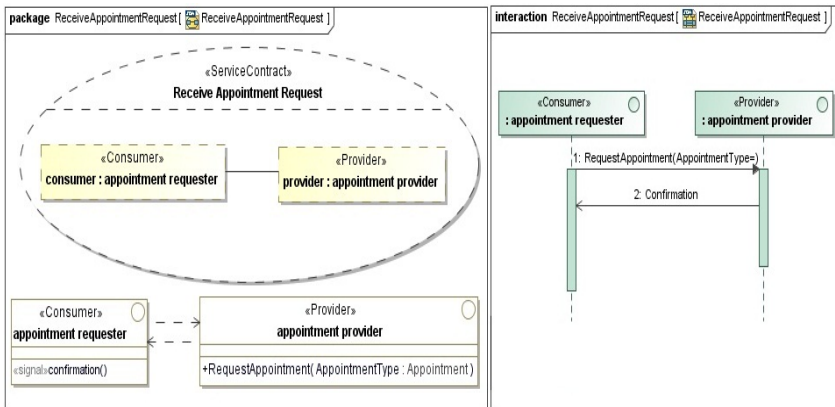 package ReceiveAppointmentRequest[ ReceiveAppointmentRequest ]
«ServiceContract»
Receive Appointment Request
«Consumer»
consumer : appointment requester
«Provider»
provider : appointment provider
«Consumer»
appointment requester
«signal»confirmation()
«Provider»
appointment provider
+RequestAppointment( AppointmentType : Appointment )
interaction ReceiveAppointmentRequest[ ReceiveAppointmentRequest ]
«Consumer»
: appointment requester
«Provider»
: appointment provider
1: RequestAppointment(AppointmentType=)
2: Confirmation